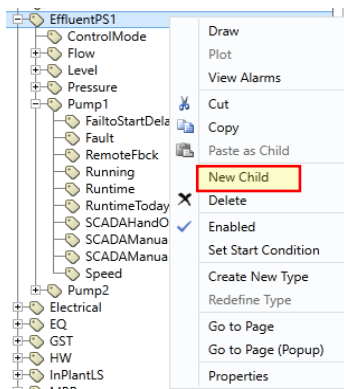 EffluentPS1
ControlMode
Flow
Level
Pressure
Pump1
FailtoStartDela
Fault
RemoteFbck
Running
Runtime
RuntimeToday
SCADAHandO
SCADAManua
SCADAManua
Speed
Pump2
Electrical
EQ
GST
HW
InPlantLS
Draw
Plot
View Alarms
Cut
Copy
Paste as Child
New Child
Delete
Enabled
Set Start Condition
Create New Type
Redefine Type
Go to Page
Go to Page (Popup)
Properties